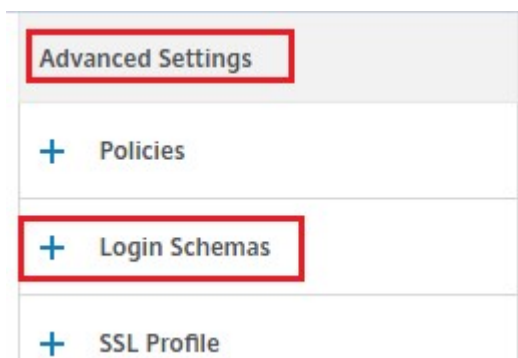 Advanced Settings
+ Policies
+ Login Schemas
+ SSL Profile